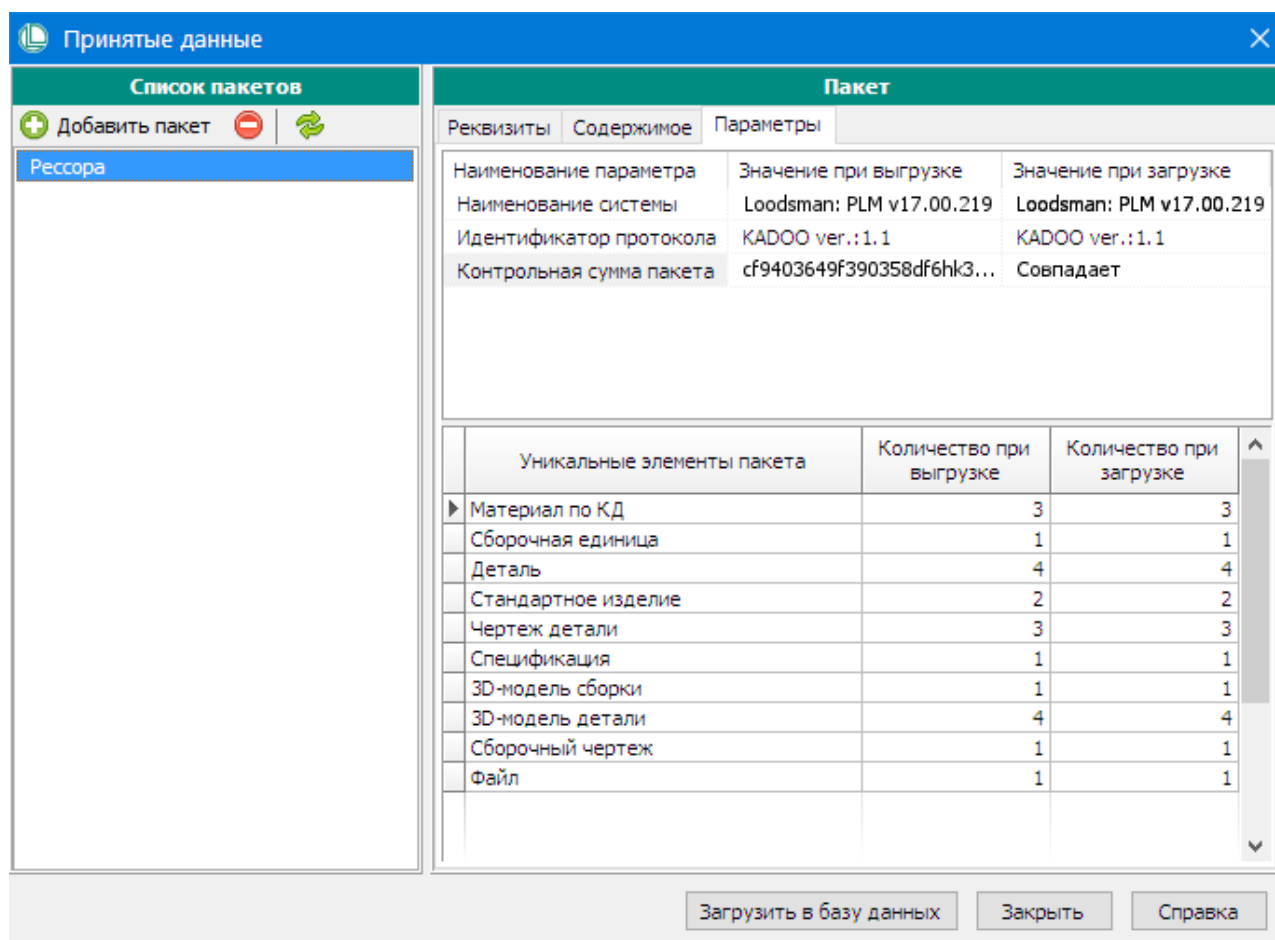 Принятые данные
Список пакетов
Добавить пакет
Рессора
Пакет
Реквизиты Содержимое Параметры
Наименование параметра Значение при выгрузке Значение при загрузке
Наименование системы Loodsman: PLM v17.00.219 Loodsman: PLM v17.00.219
Идентификатор протокола KADOO ver.:1.1 KADOO ver.:1.1
Контрольная сумма пакета cf9403649f390358df6hk3... Совпадает
Уникальные элементы пакета Количество при выгрузке Количество при загрузке
Материал по КД 3 3
Сборочная единица 1 1
Деталь 4 4
Стандартное изделие 2 2
Чертеж детали 3 3
Спецификация 1 1
3D-модель сборки 1 1
3D-модель детали 4 4
Сборочный чертеж 1 1
Файл 1 1
Загрузить в базу данных Закрыть Справка